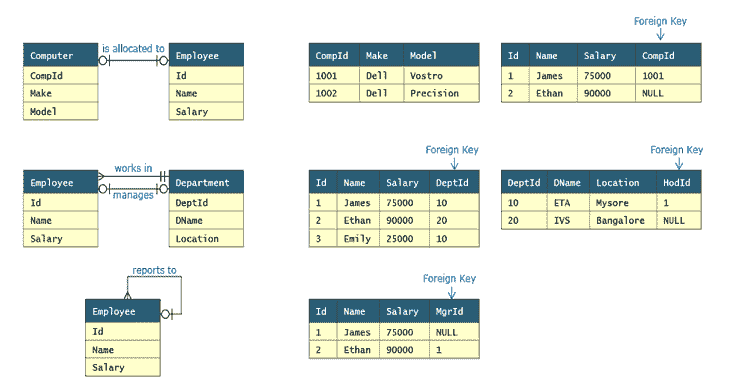 Foreign Key
Computer is allocated to Employee
CompId Id
Make Name
Model Salary
CompId Make Model
1001 Dell Vostro
1002 Dell Precision
Id Name Salary CompId
1 James 75000 1001
2 Ethan 90000 NULL
works in
Employee manages Department
Id DeptId
Name DName
Salary Location
Foreign Key
Id Name Salary DeptId
1 James 75000 10
2 Ethan 90000 20
3 Emily 25000 10
Foreign Key
DeptId DName Location HodId
10 ETA Mysore 1
20 IVS Bangalore NULL
reports to
Employee
Id
Name
Salary
Foreign Key
Id Name Salary MgrId
1 James 75000 NULL
2 Ethan 90000 1